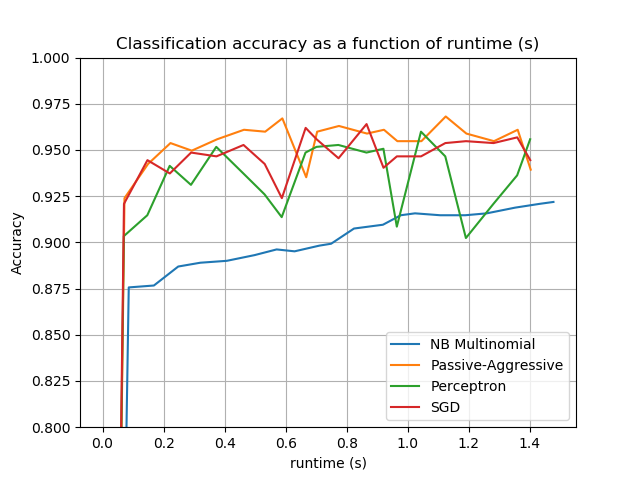 Classification accuracy as a function of runtime (s)
1.000
0.975
0.950
0.925
0.900
0.875
0.850
0.825
0.800
Accuracy
NB Multinomial
Passive-Aggressive
Perceptron
SGD
0.0 0.2 0.4 0.6 0.8 1.0 1.2 1.4
runtime (s)